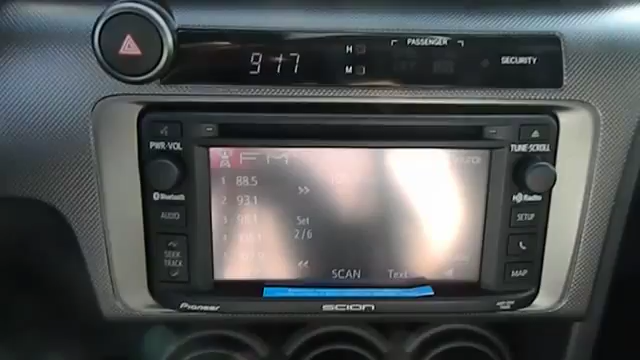 9 17
H
M
PASSENGER
SECURITY
PWR·VOL
TUNE·SCROLL
FM
1 88.5
2 93.1
Set
2/6
SCAN
Text
Bluetooth
AUDIO
SEEK
TRACK
HD Radio
SETUP
MAP
Pioneer
SCION